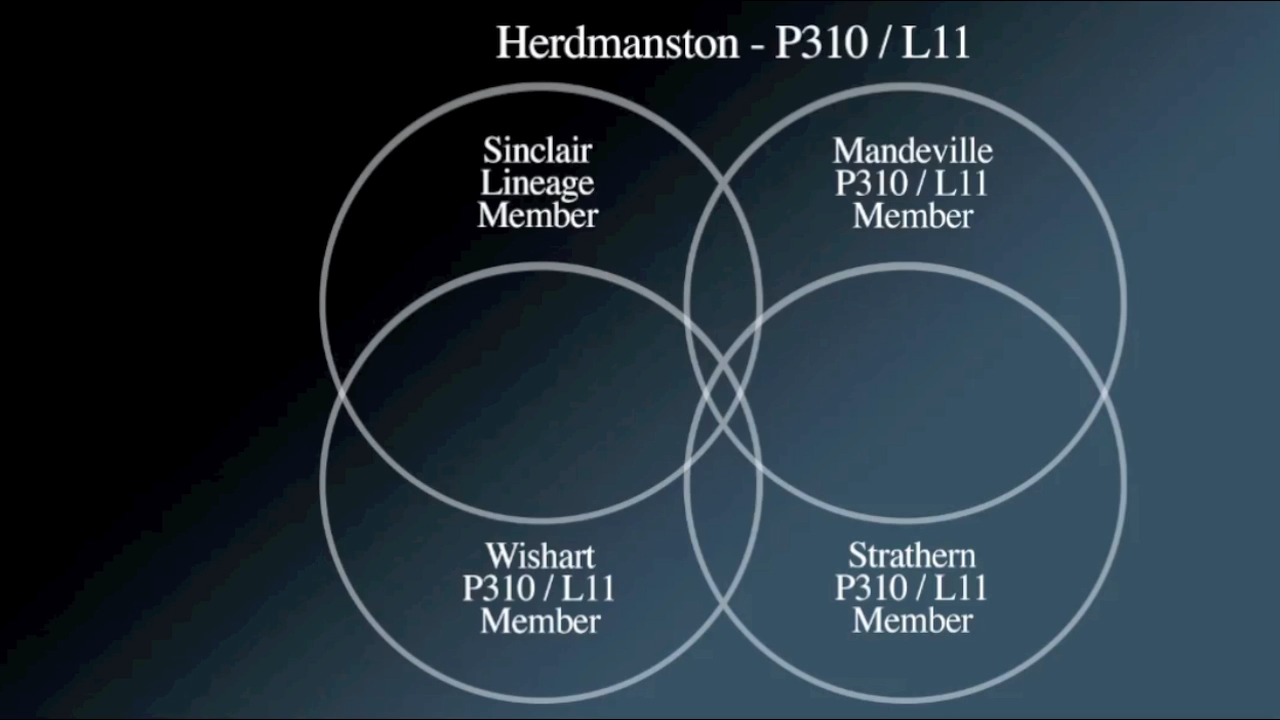 Herdmanston - P310 / L11
Sinclair
Lineage
Member
Mandeville
P310 / L11
Member
Wishart
P310 / L11
Member
Strathern
P310 / L11
Member